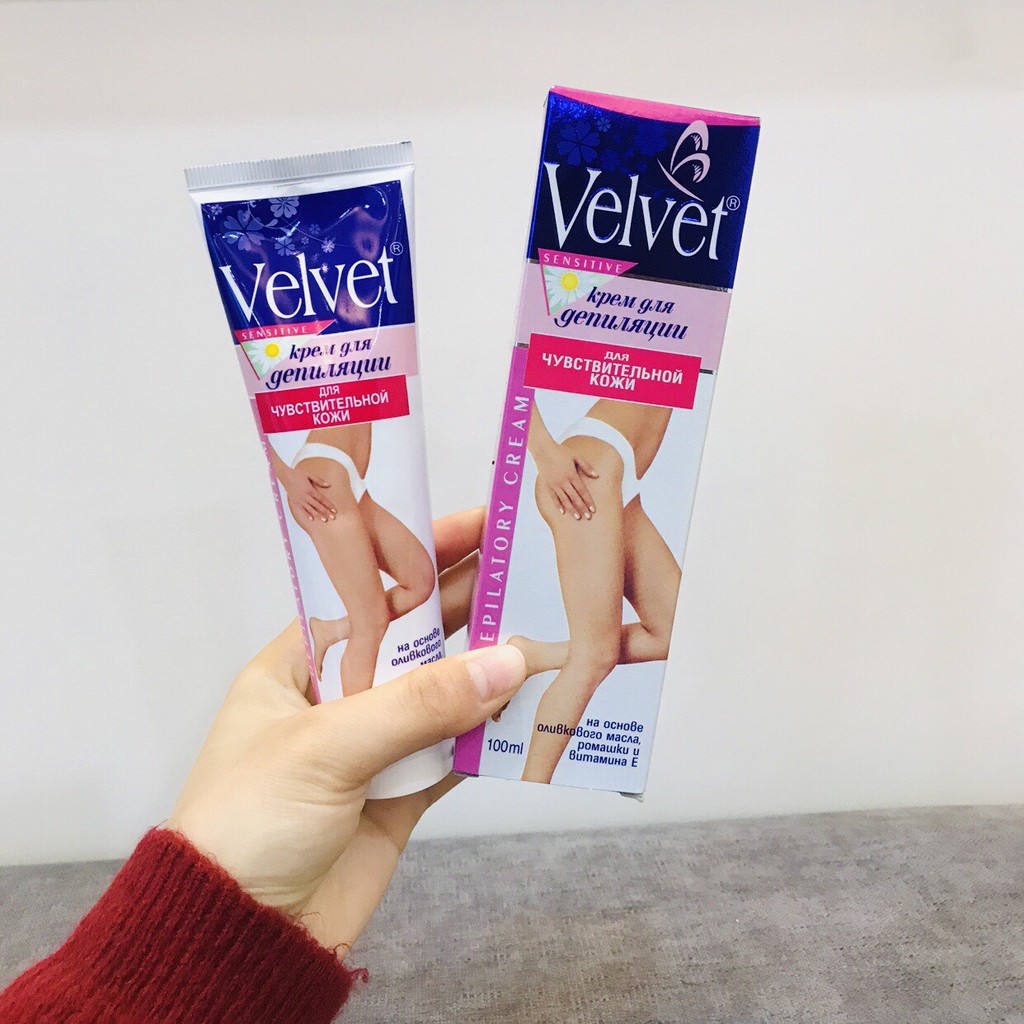 Velvet®
SENSITIVE
крем для
депиляции
ДЛЯ
ЧУВСТВИТЕЛЬНОЙ
КОЖИ
на основе
оливкового
масла
Velvet®
SENSITIVE
крем для
депиляции
ДЛЯ
ЧУВСТВИТЕЛЬНОЙ
КОЖИ
EPILATORY CREAM
100ml
на основе
оливкового масла,
ромашки и
витамина Е